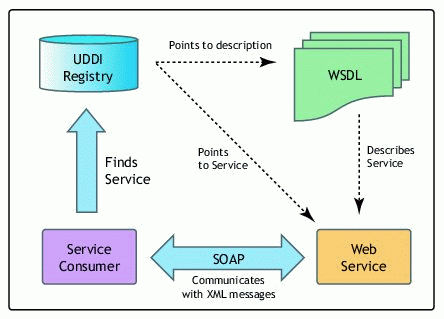 UDDI
Registry
Points to description
WSDL
Finds
Service
Points
to Service
Describes
Service
Service
Consumer
SOAP
Communicates
with XML messages
Web
Service